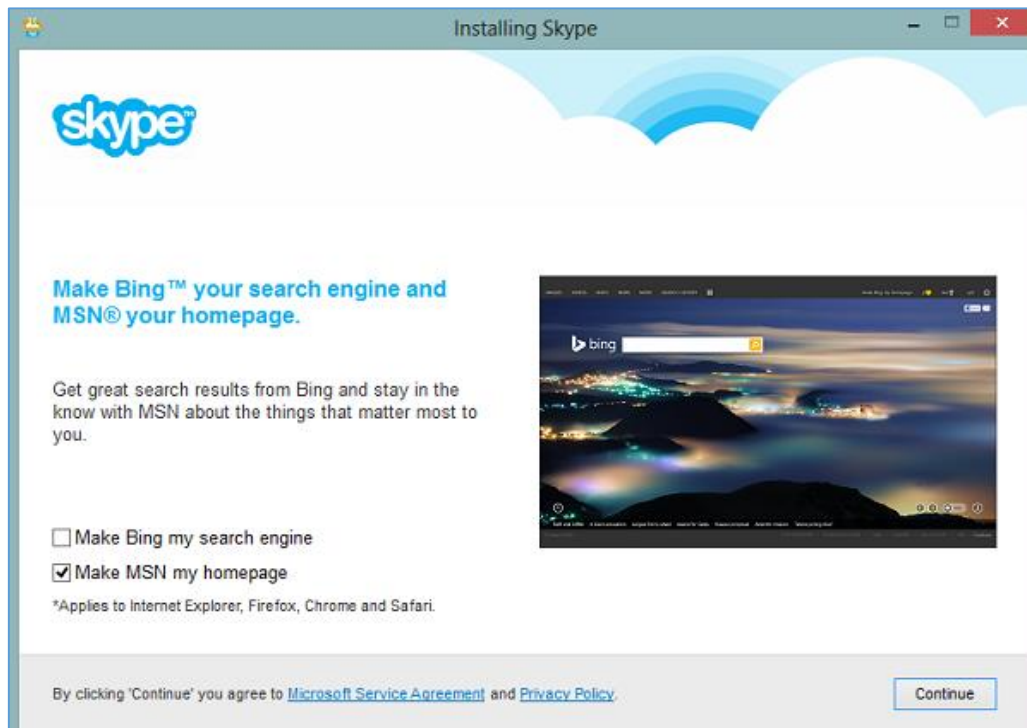 Installing Skype
skype™
Make Bing™ your search engine and
MSN® your homepage.
bing
Get great search results from Bing and stay in the
know with MSN about the things that matter most to
you.
Make Bing my search engine
Make MSN my homepage
*Applies to Internet Explorer, Firefox, Chrome and Safari.
By clicking 'Continue' you agree to Microsoft Service Agreement and Privacy Policy.
Continue